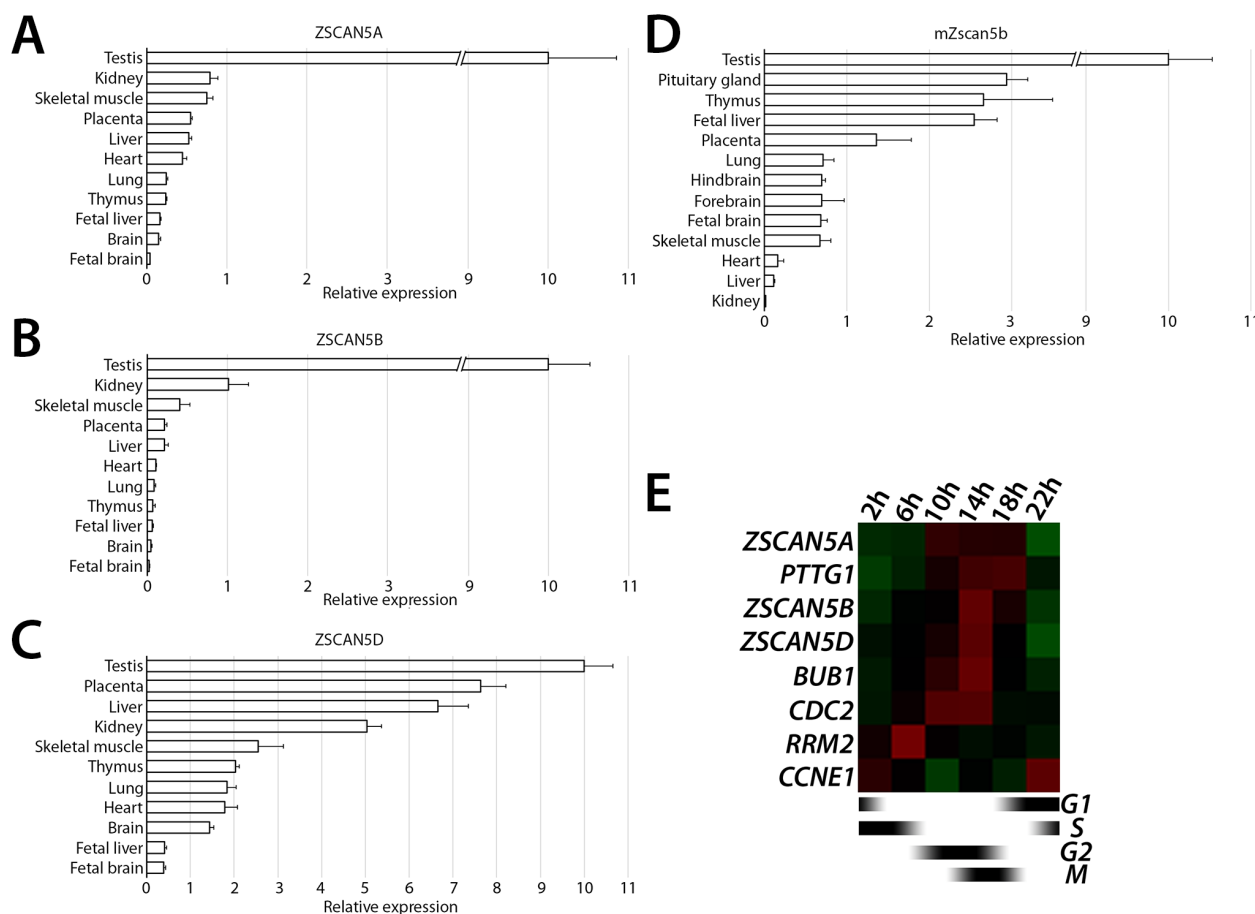 A
ZSCAN5A
Testis
Kidney
Skeletal muscle
Placenta
Liver
Heart
Lung
Thymus
Fetal liver
Brain
Fetal brain
0 1 2 3 9 10 11
Relative expression
B
ZSCAN5B
Testis
Kidney
Skeletal muscle
Placenta
Liver
Heart
Lung
Thymus
Fetal liver
Brain
Fetal brain
0 1 2 3 9 10 11
Relative expression
C
ZSCAN5D
Testis
Placenta
Liver
Kidney
Skeletal muscle
Thymus
Lung
Heart
Brain
Fetal liver
Fetal brain
0 1 2 3 4 5 6 7 8 9 10 11
Relative expression
D
mZscan5b
Testis
Pituitary gland
Thymus
Fetal liver
Placenta
Lung
Hindbrain
Forebrain
Fetal brain
Skeletal muscle
Heart
Liver
Kidney
0 1 2 3 9 10 11
Relative expression
E
2h 6h 10h 14h 18h 22h
ZSCAN5A
PTTG1
ZSCAN5B
ZSCAN5D
BUB1
CDC2
RRM2
CCNE1
G1
S
G2
M